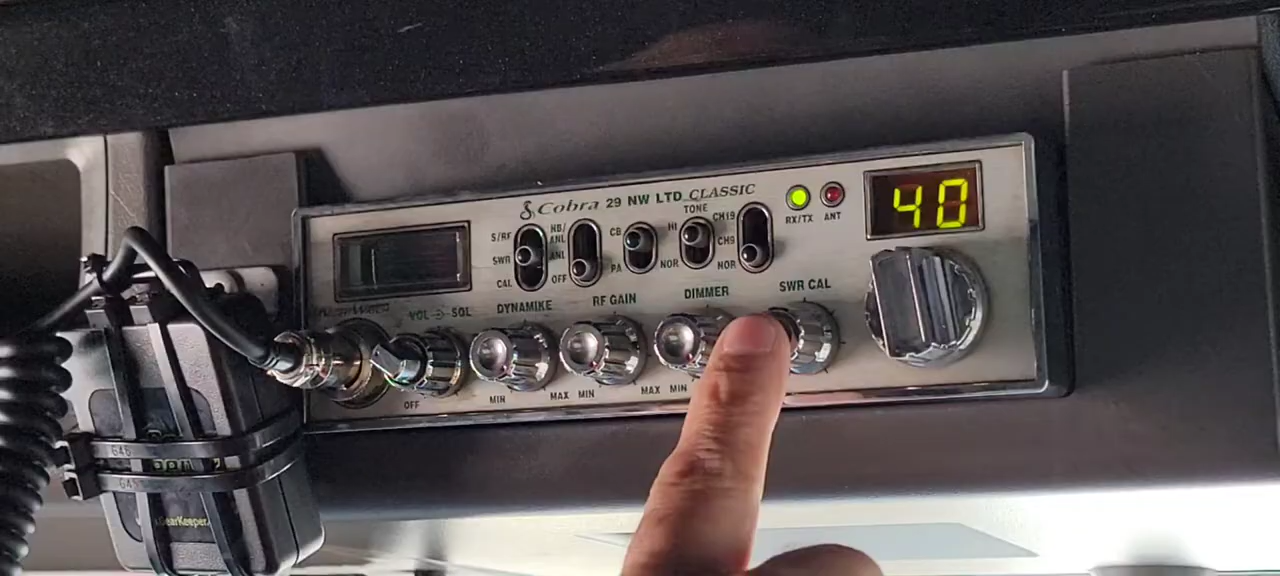 Cobra 29 NW LTD CLASSIC
S/RF
SWR
CAL
NB/
ANL
ANL
OFF
CB
PA
TONE
HI
NOR
CH19
CH9
NOR
RX/TX
ANT
40
VOL
SQL
OFF
DYNAMIKE
MIN
MAX
RF GAIN
MIN
MAX
DIMMER
MIN
SWR CAL
646
GearKeeper